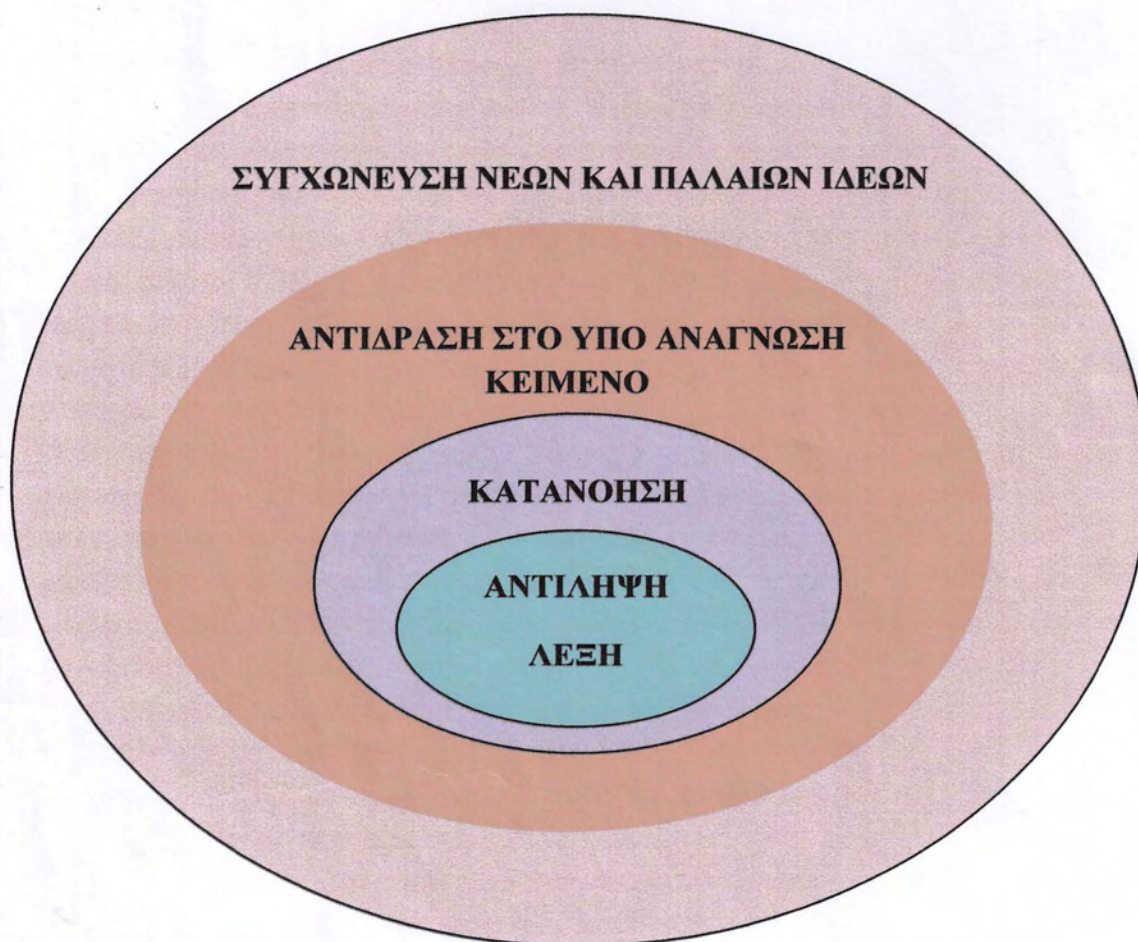 ΣΥΓΧΩΝΕΥΣΗ ΝΕΩΝ ΚΑΙ ΠΑΛΑΙΩΝ ΙΔΕΩΝ
ΑΝΤΙΔΡΑΣΗ ΣΤΟ ΥΠΟ ΑΝΑΓΝΩΣΗ
ΚΕΙΜΕΝΟ
ΚΑΤΑΝΟΗΣΗ
ΑΝΤΙΛΗΨΗ
ΛΕΞΗ